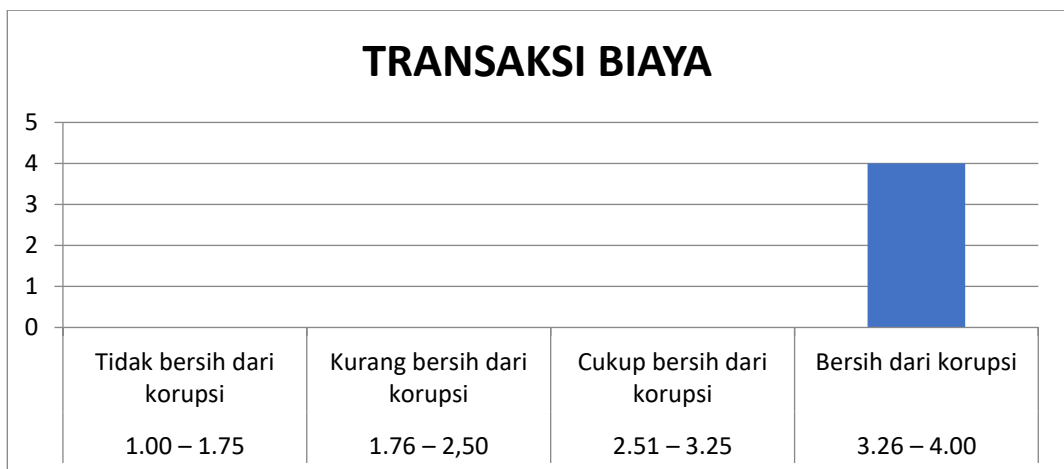 TRANSAKSI BIAYA
5
4
3
2
1
0
Tidak bersih dari
korupsi
Kurang bersih dari
korupsi
Cukup bersih dari
korupsi
Bersih dari korupsi
1.00 – 1.75
1.76 – 2,50
2.51 – 3.25
3.26 – 4.00